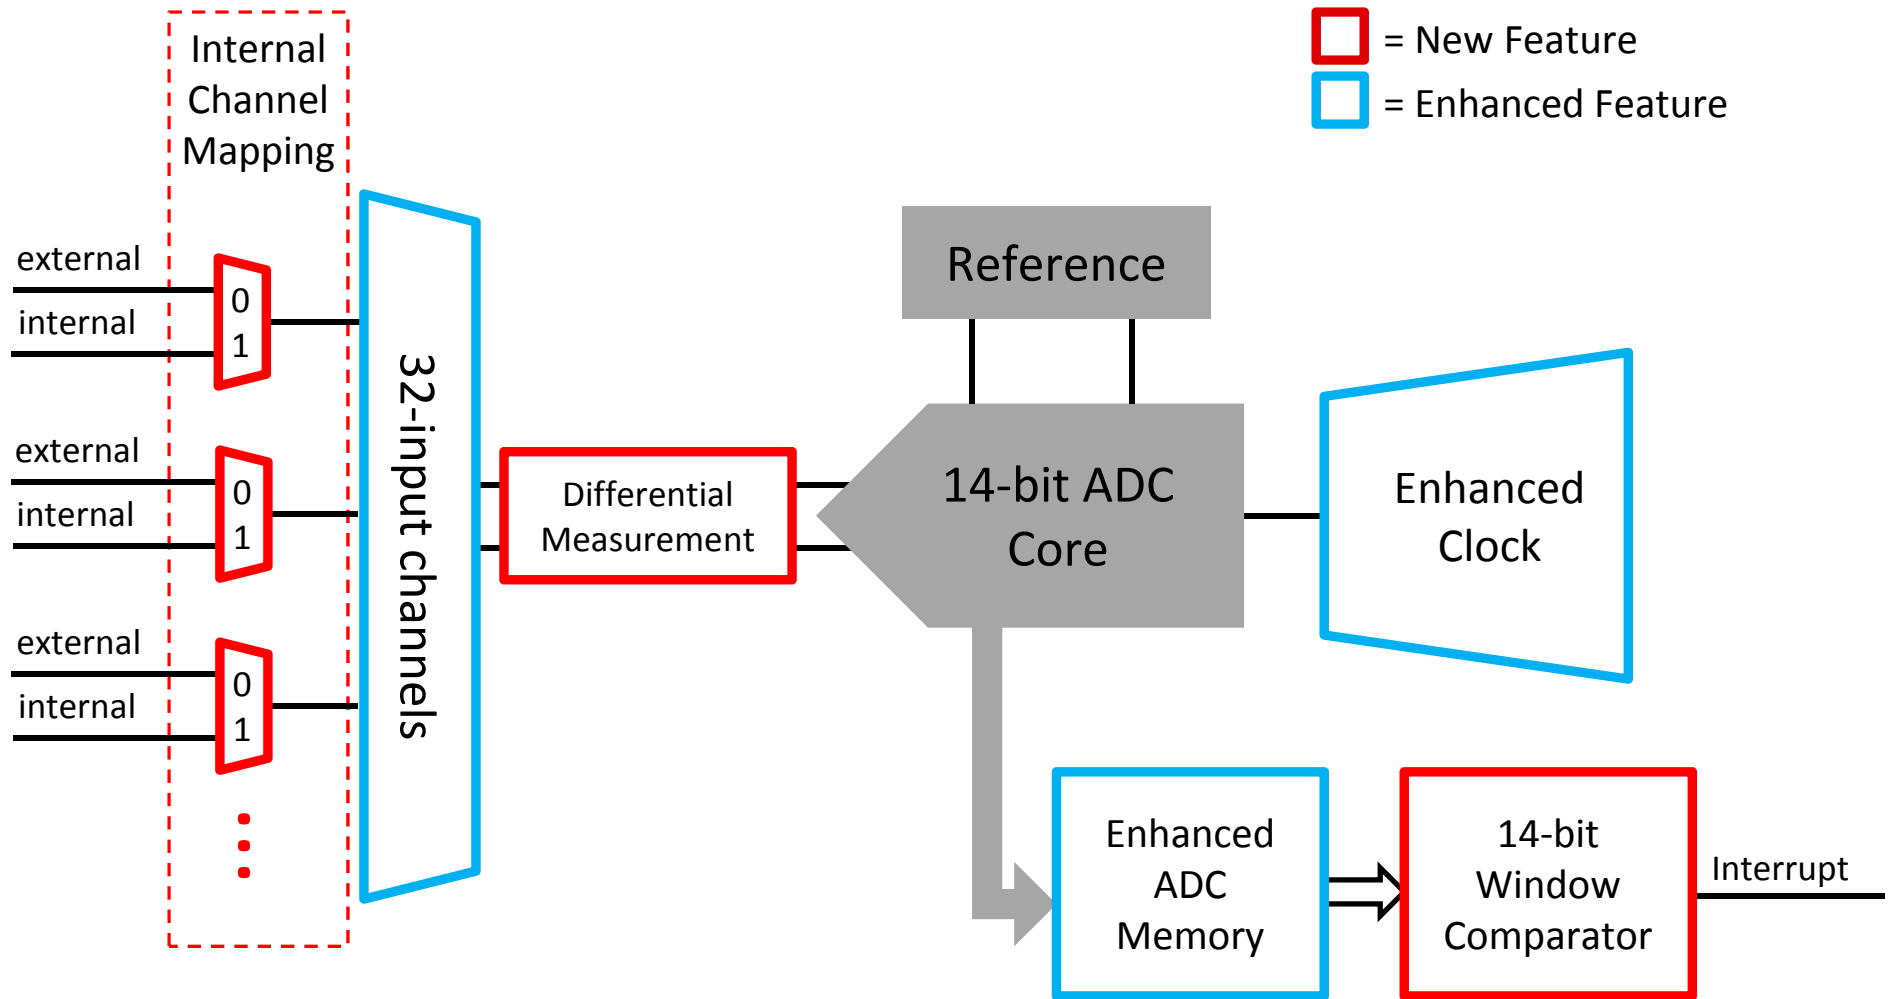 Internal
Channel
Mapping
= New Feature
= Enhanced Feature
external
internal
0
1
external
internal
0
1
external
internal
0
1
32-input channels
Differential
Measurement
Reference
14-bit ADC
Core
Enhanced
Clock
Enhanced
ADC
Memory
14-bit
Window
Comparator
Interrupt